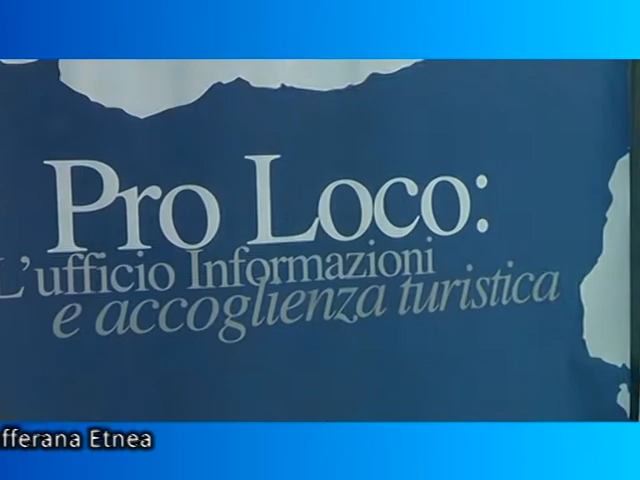 Pro Loco:
L'ufficio Informazioni
e accoglienza turistica
fferana Etnea